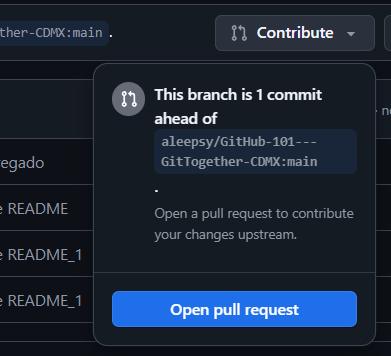 ther-CDMX:main .
Contribute
This branch is 1 commit
ahead of
aleepsy/GitHub-101---
GitTogether-CDMX:main
.
Open a pull request to contribute
your changes upstream.
Open pull request
regado
README
README_1
README_1